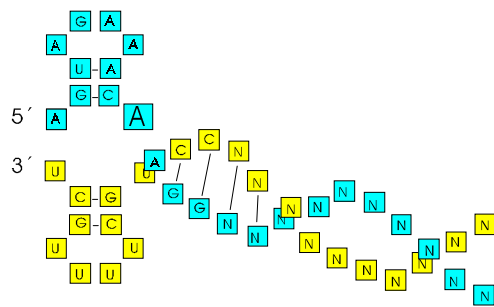 G A
A A
U-A
G-C
5´ A A
C C N
3´ U U A N
C-G G N N
G N N
G-C N N N N
U U N N N N
U U N N N N N N